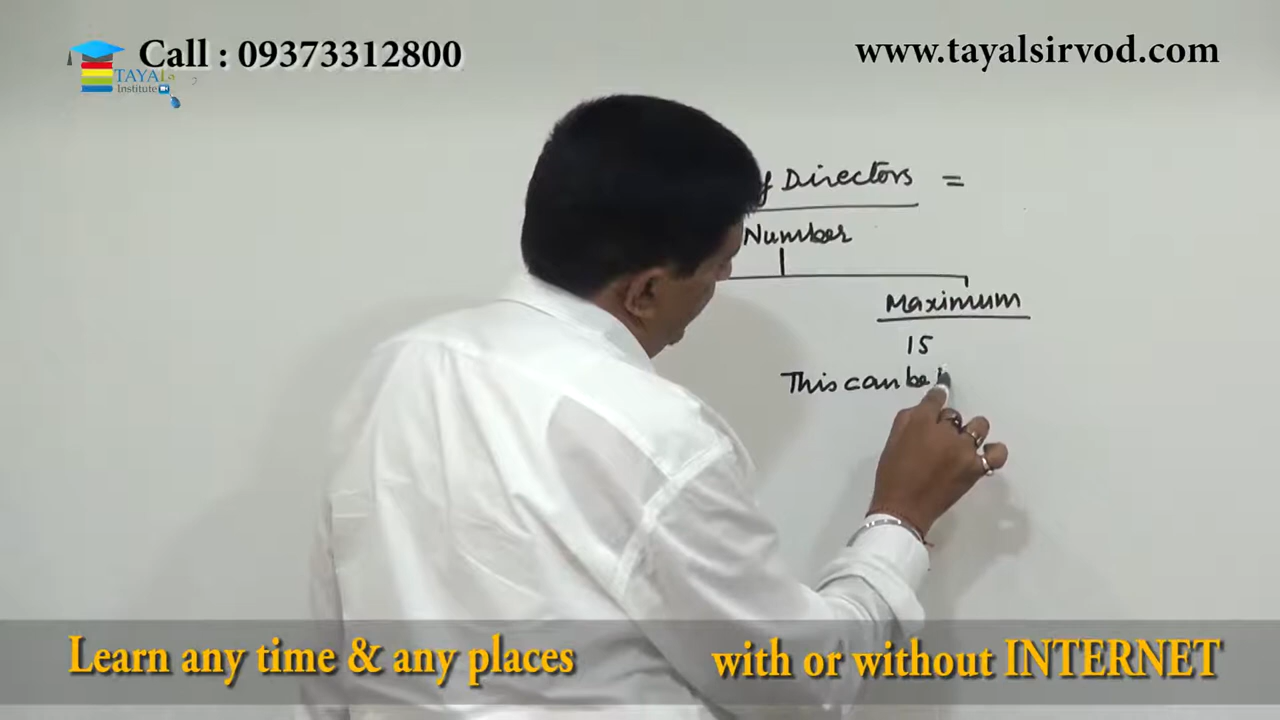 Call : 09373312800
www.tayalsirvod.com
TAYAL
Institute
Directors =
Number
Maximum
15
This can be
Learn any time & any places
with or without INTERNET